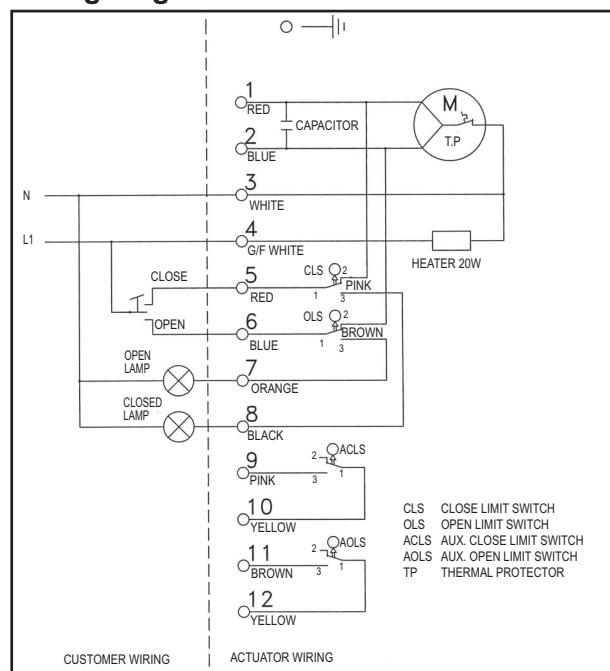 1
RED
CAPACITOR
M
T.P
2
BLUE
N
3
WHITE
L1
4
G/F WHITE
HEATER 20W
CLOSE
5
RED
CLS 2
1 3
PINK
OPEN
6
BLUE
OLS 2
1 3
BROWN
OPEN
LAMP
7
ORANGE
CLOSED
LAMP
8
BLACK
9
PINK
2 ACLS
3 1
10
YELLOW
11
BROWN
2 AOLS
3 1
12
YELLOW
CLS CLOSE LIMIT SWITCH
OLS OPEN LIMIT SWITCH
ACLS AUX. CLOSE LIMIT SWITCH
AOLS AUX. OPEN LIMIT SWITCH
TP THERMAL PROTECTOR
CUSTOMER WIRING
ACTUATOR WIRING